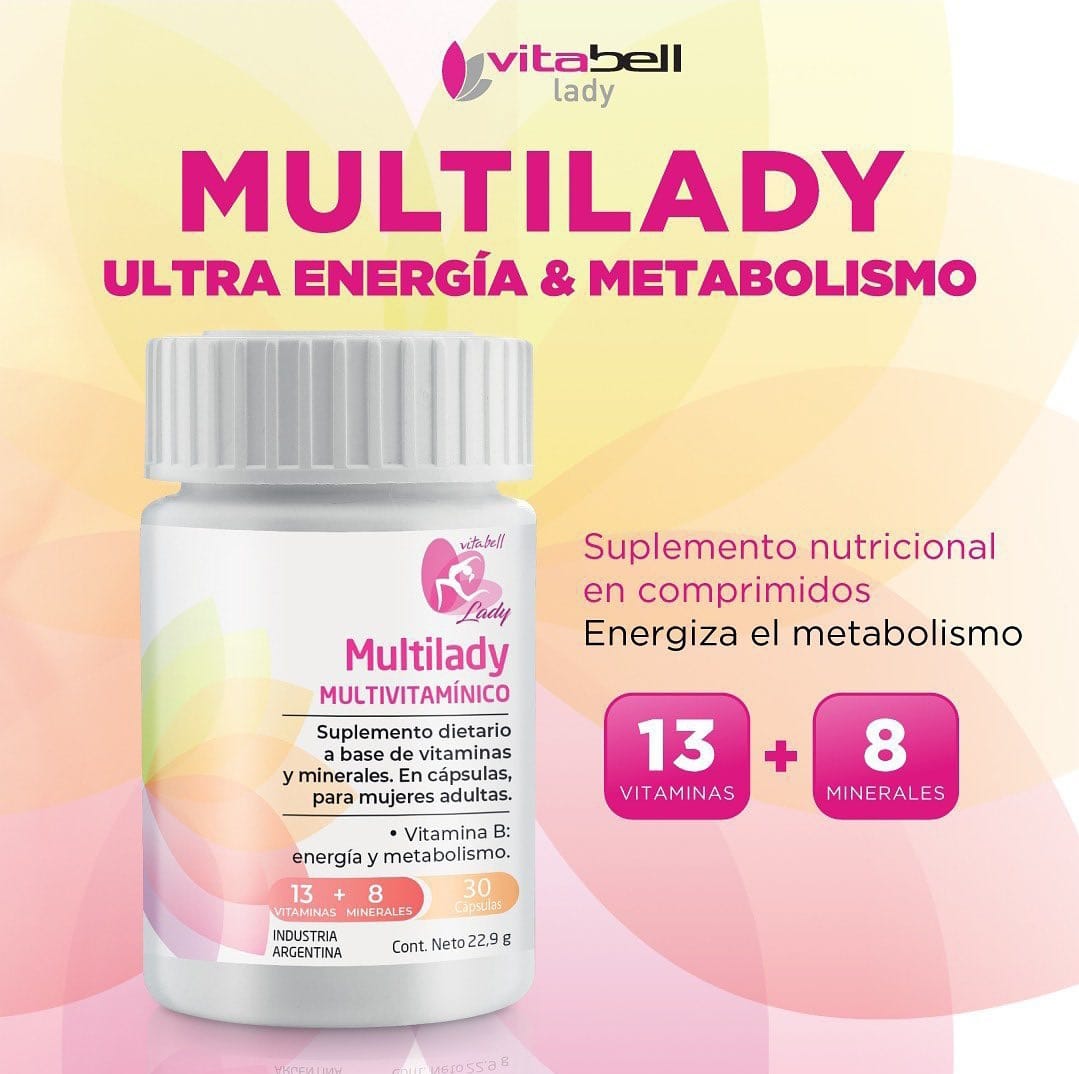 vitabell
lady
MULTILADY
ULTRA ENERGÍA & METABOLISMO
vitabell
Lady
Multilady
MULTIVITAMÍNICO
Suplemento dietario
a base de vitaminas
y minerales. En cápsulas,
para mujeres adultas.
• Vitamina B:
energía y metabolismo.
13 + 8
VITAMINAS MINERALES
30
Cápsulas
INDUSTRIA
ARGENTINA
Cont. Neto 22,9 g
Suplemento nutricional
en comprimidos
Energiza el metabolismo
13 + 8
VITAMINAS MINERALES